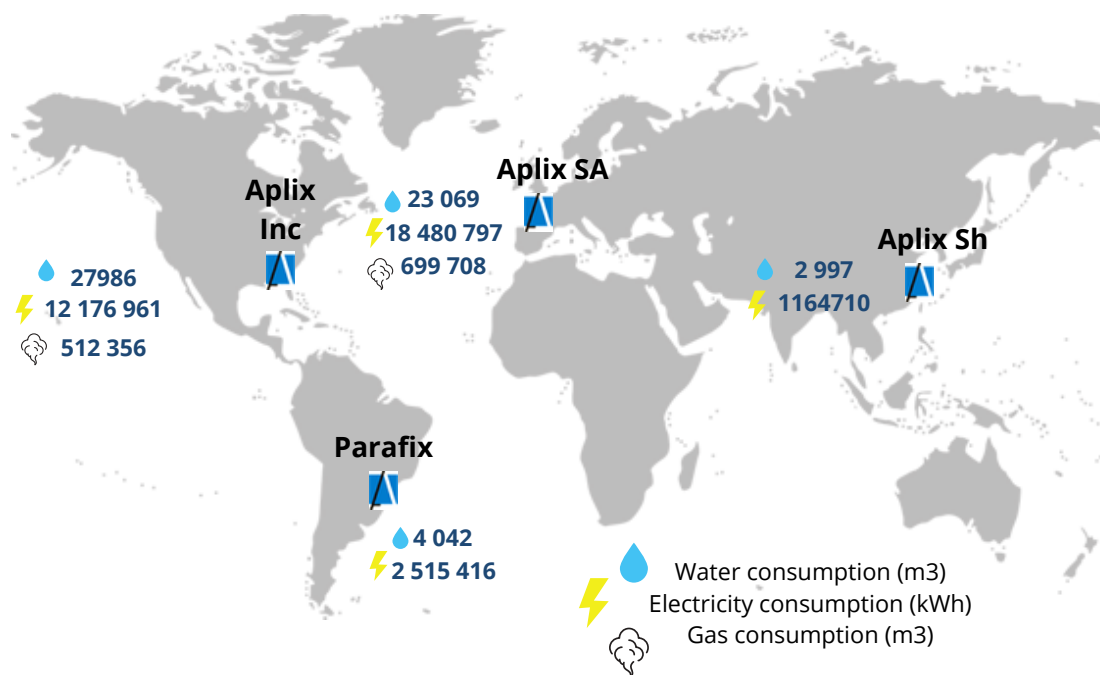 Aplix SA
Aplix
Inc
23 069
18 480 797
699 708
Aplix Sh
27986
12 176 961
512 356
2 997
1164710
Parafix
4 042
2 515 416
Water consumption (m3)
Electricity consumption (kWh)
Gas consumption (m3)